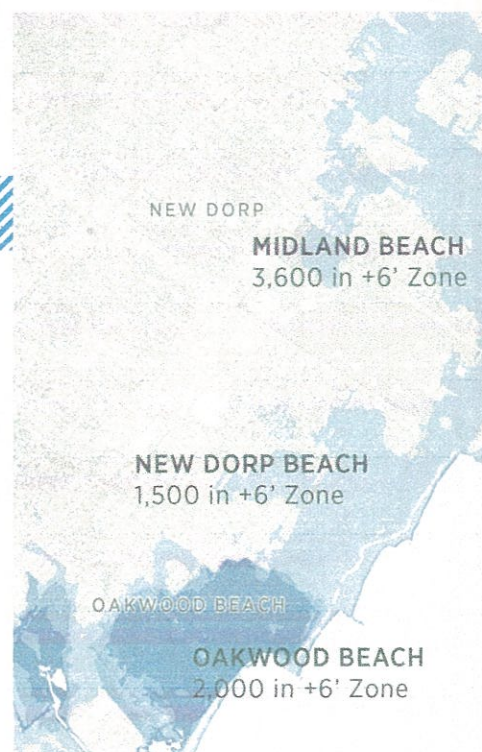 NEW DORP
MIDLAND BEACH
3,600 in +6' Zone
NEW DORP BEACH
1,500 in +6' Zone
OAKWOOD BEACH
OAKWOOD BEACH
2,000 in +6' Zone